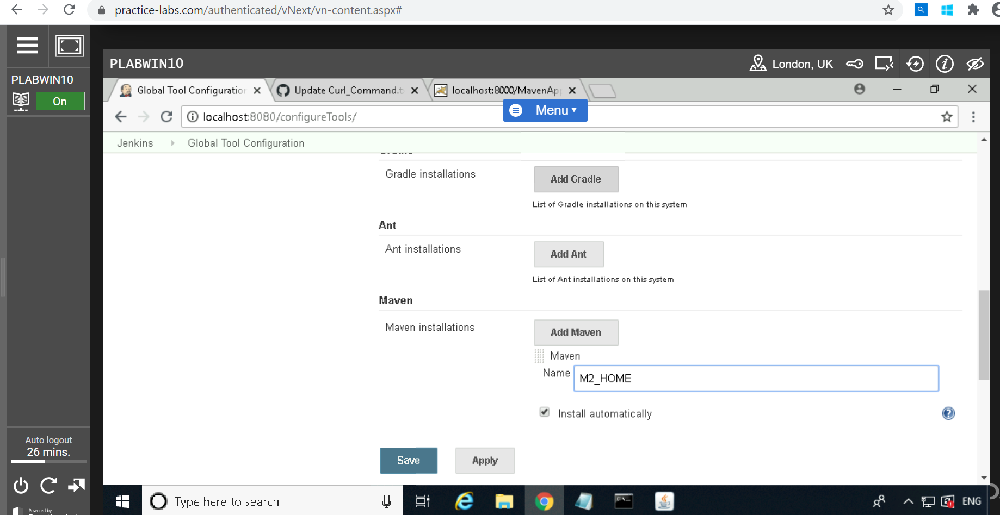 practice-labs.com/authenticated/vNext/vn-content.aspx#
PLABWIN10
London, UK
PLABWIN10
On
Global Tool Configuration
Update Curl_Command.t
localhost:8000/MavenApp
Menu
localhost:8080/configureTools/
Jenkins
Global Tool Configuration
Gradle installations
Add Gradle
List of Gradle installations on this system
Ant
Ant installations
Add Ant
List of Ant installations on this system
Maven
Maven installations
Add Maven
Maven
Name
M2_HOME
Install automatically
Save
Apply
Auto logout
26 mins.
Powered by
Type here to search
ENG